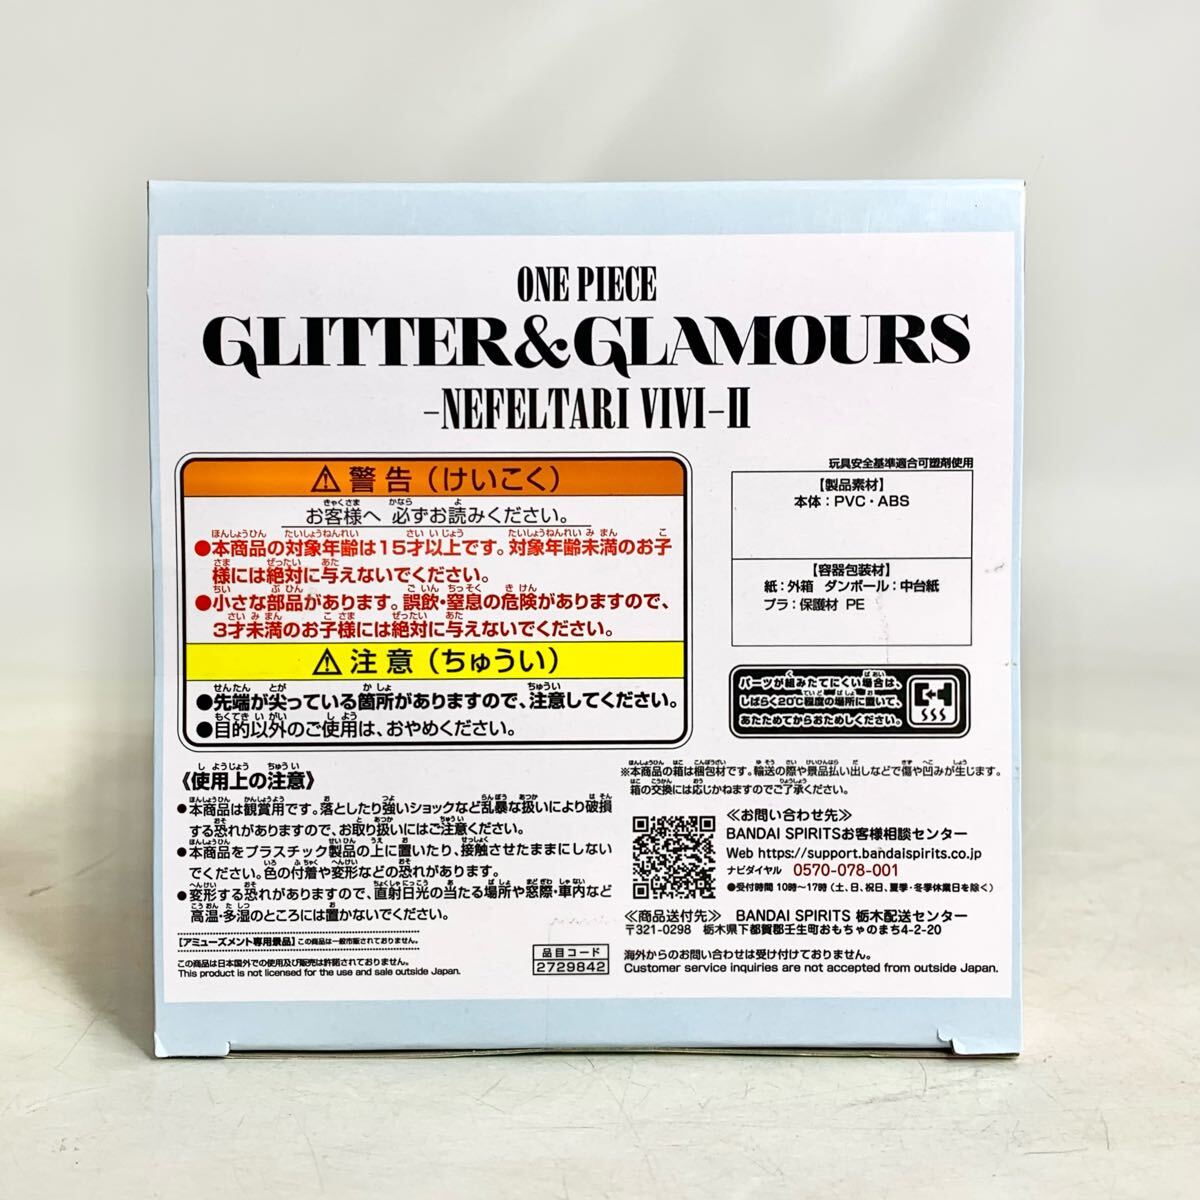 ONE PIECE
GLITTER&GLAMOURS
-NEFELTARI VIVI-II
⚠警告（けいこく）
お客様へ 必ずお読みください。
●本商品の対象年齢は15才以上です。対象年齢未満のお子
様には絶対に与えないでください。
●小さな部品があります。誤飲・窒息の危険がありますので、
3才未満のお子様には絶対に与えないでください。
⚠注意（ちゅうい）
●先端が尖っている箇所がありますので、注意してください。
●目的以外のご使用は、おやめください。
玩具安全基準適合可塑剤使用
【製品素材】
本体：PVC・ABS
【容器包装材】
紙：外箱 ダンボール：中台紙
プラ：保護材 PE
パーツが組みたてにくい場合は、
しばらく20℃程度の場所に置いて、
あたためてからおためしください。
《使用上の注意》
●本商品は観賞用です。落としたり強いショックなど乱暴な扱いにより破損
する恐れがありますので、お取り扱いにはご注意ください。
●本商品をプラスチック製品の上に置いたり、接触させたままにしない
でください。色の付着や変形などの恐れがあります。
●変形する恐れがありますので、直射日光の当たる場所や窓際・車内など
高温・多湿のところには置かないでください。
【アミューズメント専用景品】この商品は一般市販されておりません。
この商品は日本国外での使用及び販売は許諾されておりません。
This product is not licensed for the use and sale outside Japan.
品目コード
2729842
※本商品の箱は梱包材です。輸送の際や景品払い出しなどで傷や凹みが生じます。
箱の交換には応じかねますのでご了承ください。
≪お問い合わせ先≫
BANDAI SPIRITSお客様相談センター
Web https://support.bandaispirits.co.jp
ナビダイヤル 0570-078-001
●受付時間 10時～17時（土、日、祝日、夏季・冬季休業日を除く）
≪商品送付先≫ BANDAI SPIRITS 栃木配送センター
〒321-0298 栃木県下都賀郡壬生町おもちゃのまち4-2-20
海外からのお問い合わせは受け付けておりません。
Customer service inquiries are not accepted from outside Japan.